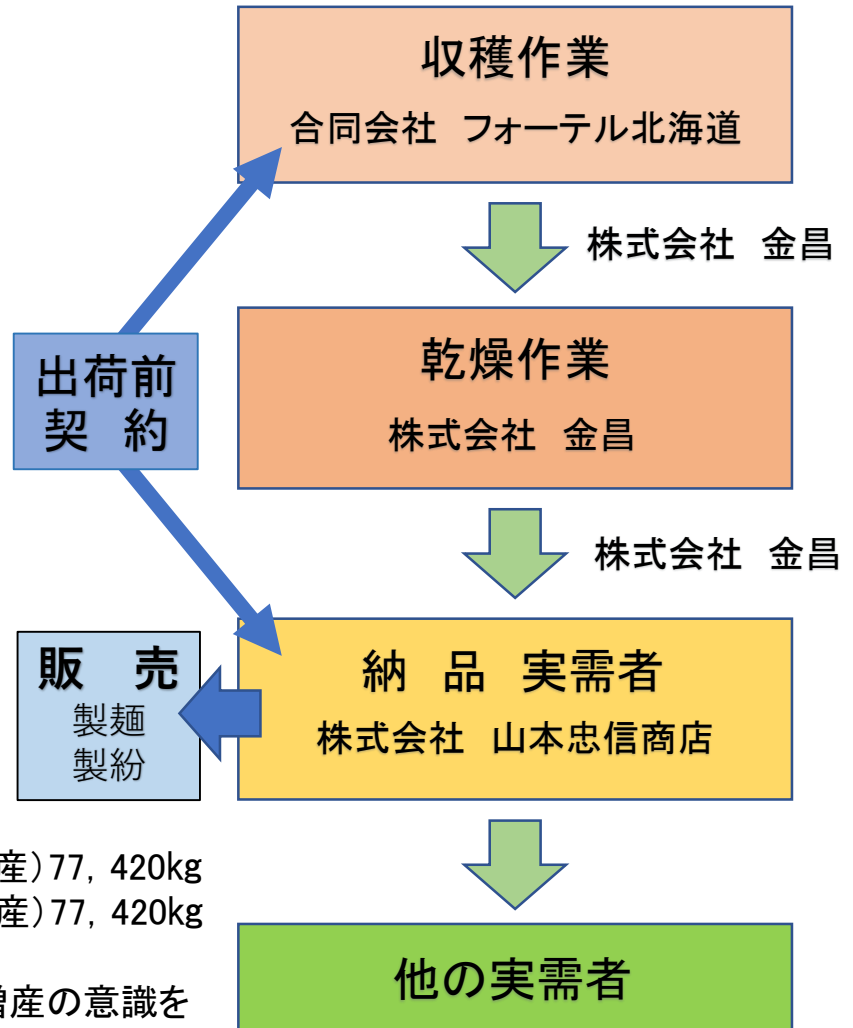 収穫作業
合同会社　フォーテル北海道
株式会社　金昌
出荷前
契　約
乾燥作業
株式会社　金昌
株式会社　金昌
販　売
製麺
製紛
納　品　実需者
株式会社　山本忠信商店
産）77, 420kg
産）77, 420kg
増産の意識を
他の実需者